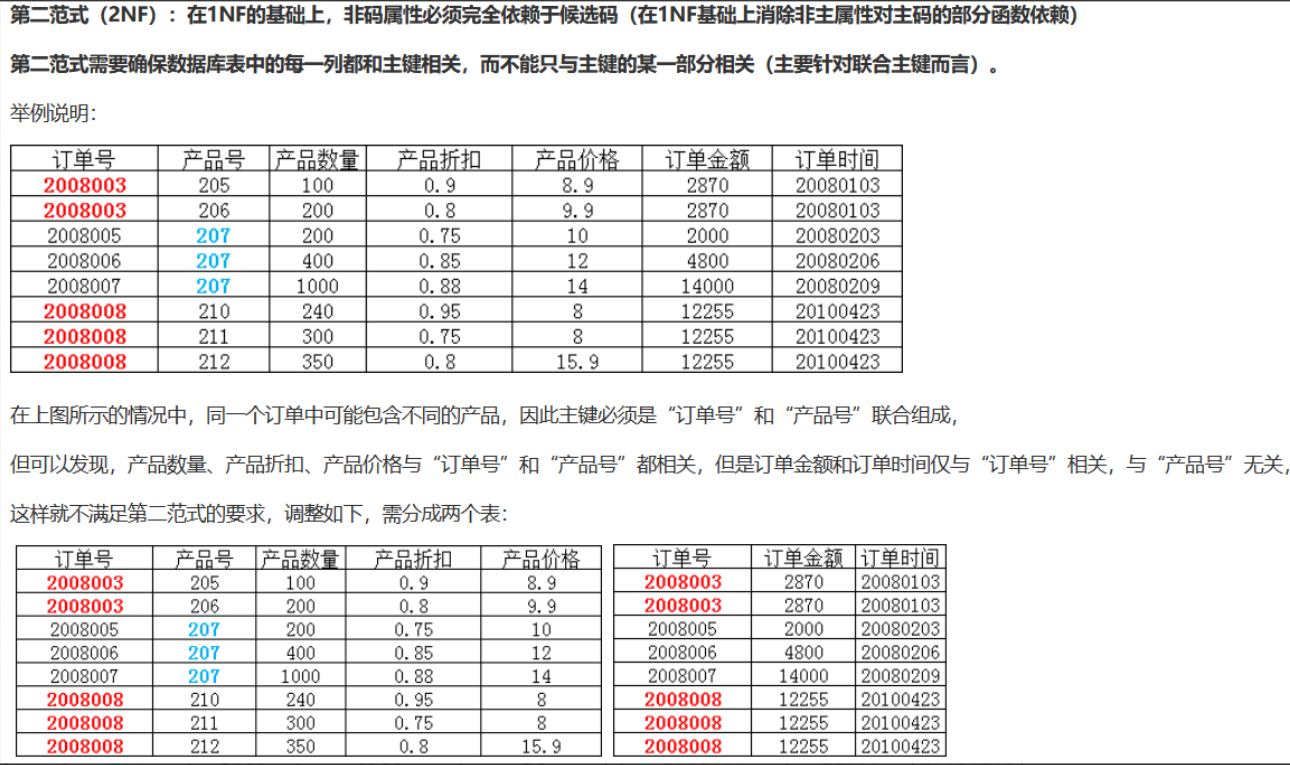 第二范式（2NF）：在1NF的基础上，非码属性必须完全依赖于候选码（在1NF基础上消除非主属性对主码的部分函数依赖）
第二范式需要确保数据库表中的每一列都和主键相关，而不能只与主键的某一部分相关（主要针对联合主键而言）。
举例说明：
订单号 产品号 产品数量 产品折扣 产品价格 订单金额 订单时间
2008003 205 100 0.9 8.9 2870 20080103
2008003 206 200 0.8 9.9 2870 20080103
2008005 207 200 0.75 10 2000 20080203
2008006 207 400 0.85 12 4800 20080206
2008007 207 1000 0.88 14 14000 20080209
2008008 210 240 0.95 8 12255 20100423
2008008 211 300 0.75 8 12255 20100423
2008008 212 350 0.8 15.9 12255 20100423
在上图所示的情况中，同一个订单中可能包含不同的产品，因此主键必须是“订单号”和“产品号”联合组成，
但可以发现，产品数量、产品折扣、产品价格与“订单号”和“产品号”都相关，但是订单金额和订单时间仅与“订单号”相关，与“产品号”无关，
这样就不满足第二范式的要求，调整如下，需分成两个表：
订单号 产品号 产品数量 产品折扣 产品价格
2008003 205 100 0.9 8.9
2008003 206 200 0.8 9.9
2008005 207 200 0.75 10
2008006 207 400 0.85 12
2008007 207 1000 0.88 14
2008008 210 240 0.95 8
2008008 211 300 0.75 8
2008008 212 350 0.8 15.9
订单号 订单金额 订单时间
2008003 2870 20080103
2008003 2870 20080103
2008005 2000 20080203
2008006 4800 20080206
2008007 14000 20080209
2008008 12255 20100423
2008008 12255 20100423
2008008 12255 20100423